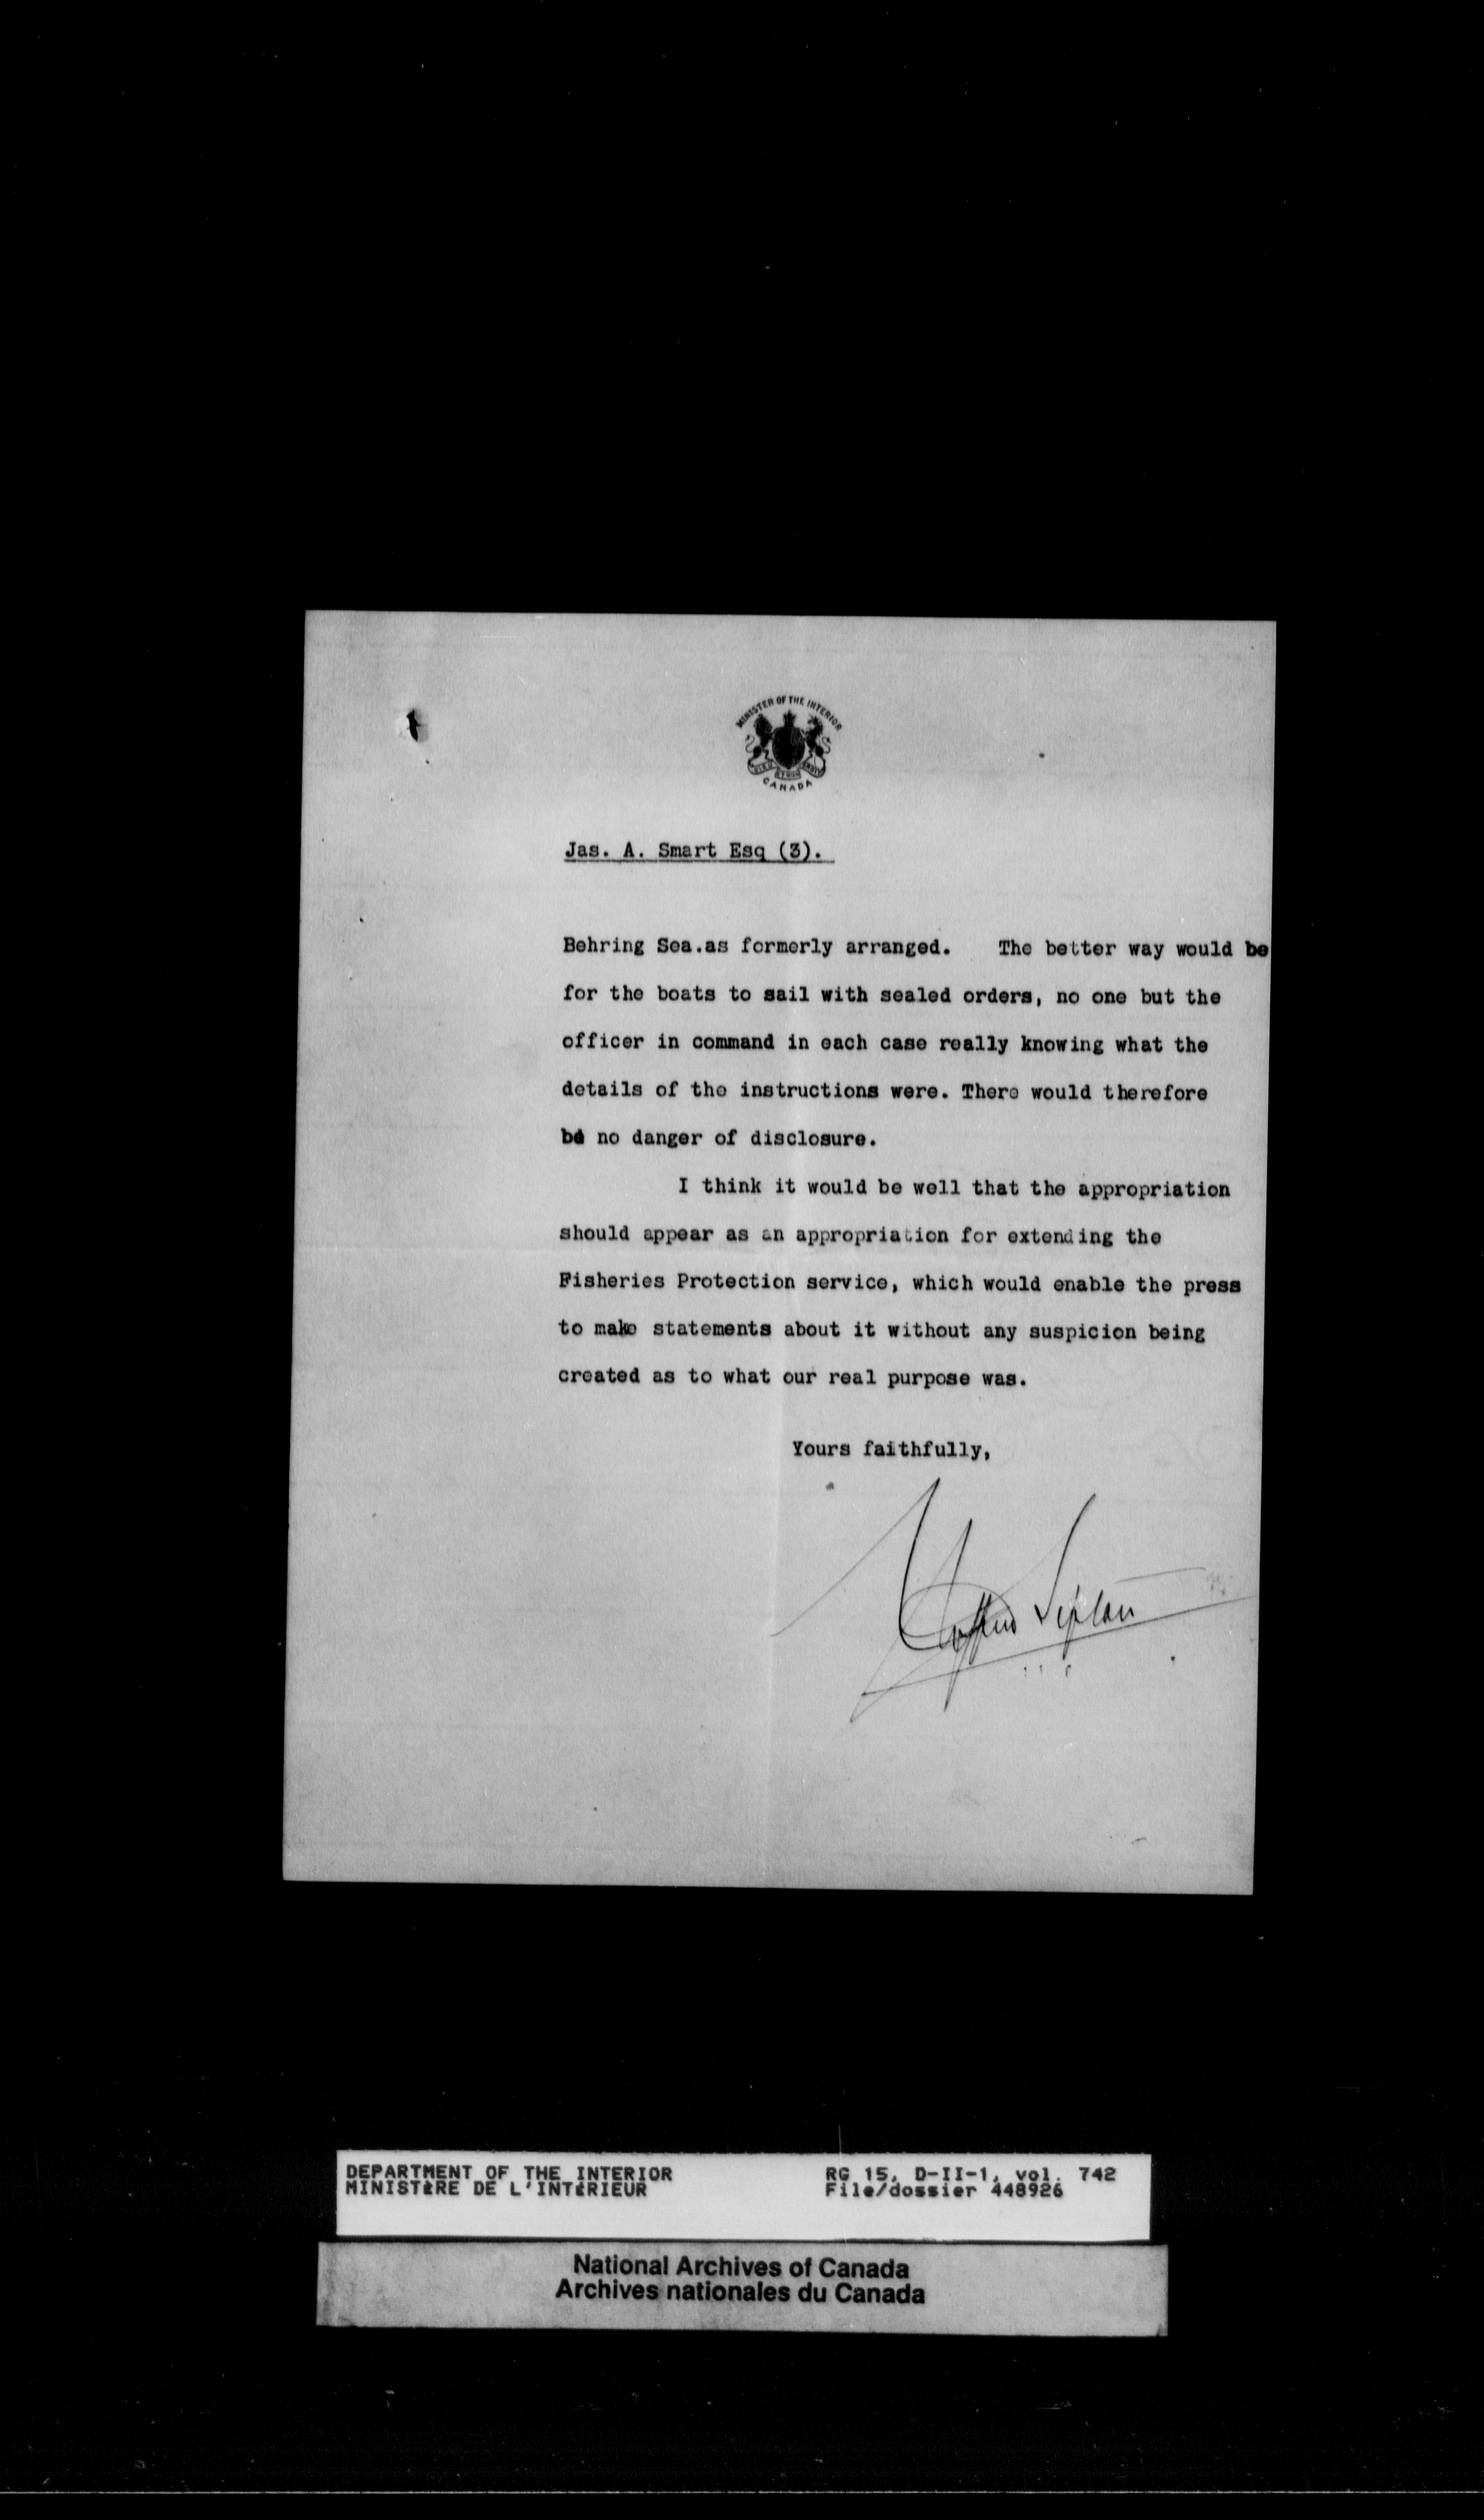 MINISTER OF THE INTERIOR
DIEU ET MON DROIT
CANADA
Jas. A. Smart Esq (3).
Behring Sea.as formerly arranged. The better way would be
for the boats to sail with sealed orders, no one but the
officer in command in each case really knowing what the
details of the instructions were. There would therefore
be no danger of disclosure.
I think it would be well that the appropriation
should appear as an appropriation for extending the
Fisheries Protection service, which would enable the press
to make statements about it without any suspicion being
created as to what our real purpose was.
Yours faithfully,
Clifford Sifton
DEPARTMENT OF THE INTERIOR
MINISTÈRE DE L'INTÉRIEUR
RG 15, D-II-1, vol. 742
File/dossier 448926
National Archives of Canada
Archives nationales du Canada